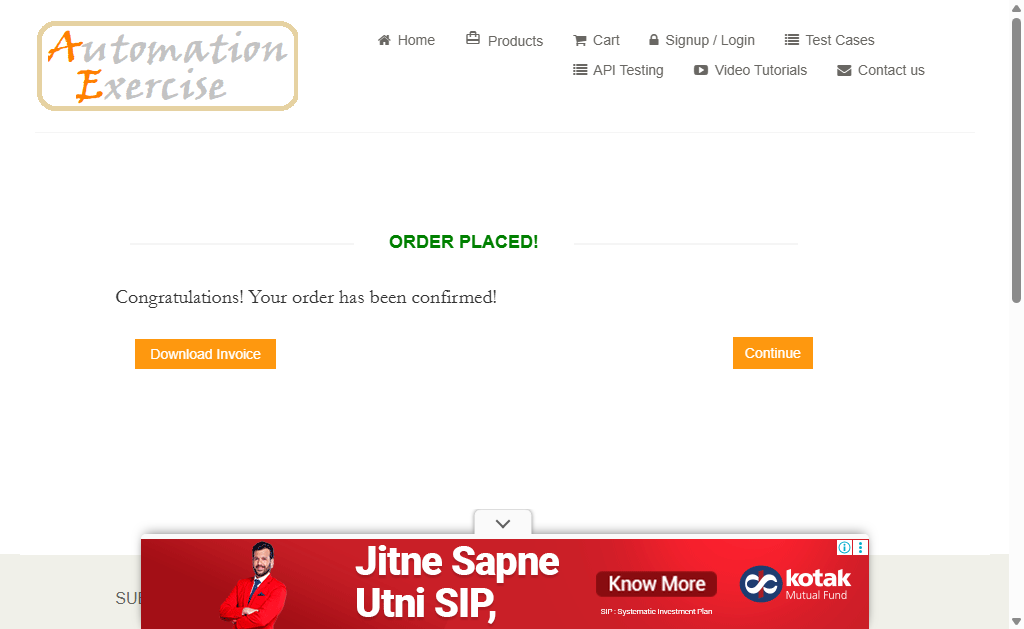 Automation
Exercise
Home
Products
Cart
Signup / Login
Test Cases
API Testing
Video Tutorials
Contact us
ORDER PLACED!
Congratulations! Your order has been confirmed!
Download Invoice
Continue
SU
Jitne Sapne
Utni SIP,
Know More
SIP : Systematic Investment Plan
kotak
Mutual Fund